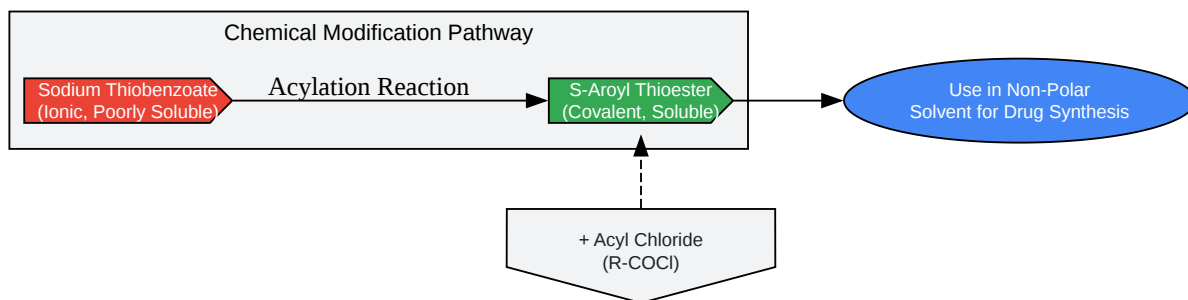 Chemical Modification Pathway
Sodium Thiobenzoate
(Ionic, Poorly Soluble)
Acylation Reaction
S-Aroyl Thioester
(Covalent, Soluble)
Use in Non-Polar
Solvent for Drug Synthesis
+ Acyl Chloride
(R-COCl)